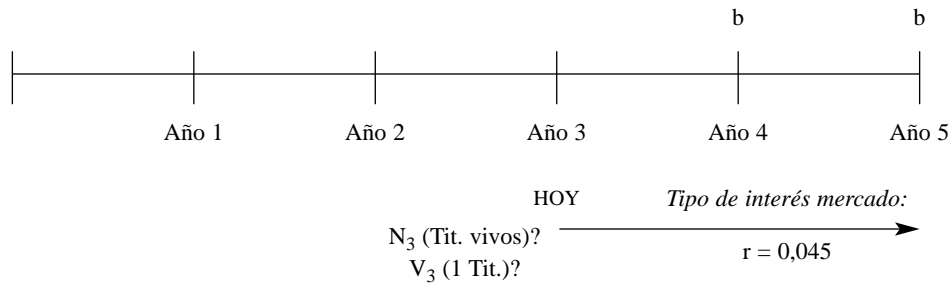 b b
Año 1 Año 2 Año 3 Año 4 Año 5
HOY Tipo de interés mercado:
N₃ (Tit. vivos)?
r = 0,045
V₃ (1 Tit.)?